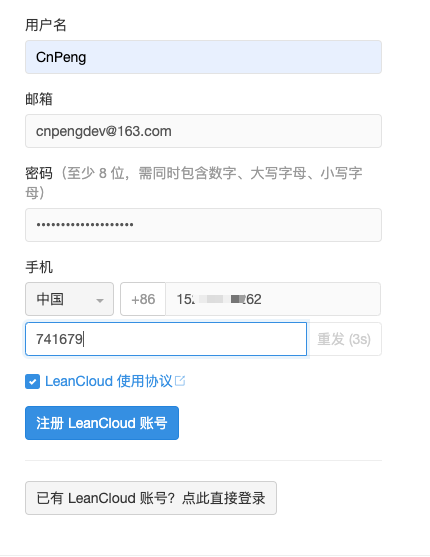 用户名
CnPeng
邮箱
cnpengdev@163.com
密码（至少 8 位，需同时包含数字、大写字母、小写字
母）
••••••••••••••••••••
手机
中国 +86 15 62
741679 重发 (3s)
LeanCloud 使用协议
注册 LeanCloud 账号
已有 LeanCloud 账号？点此直接登录